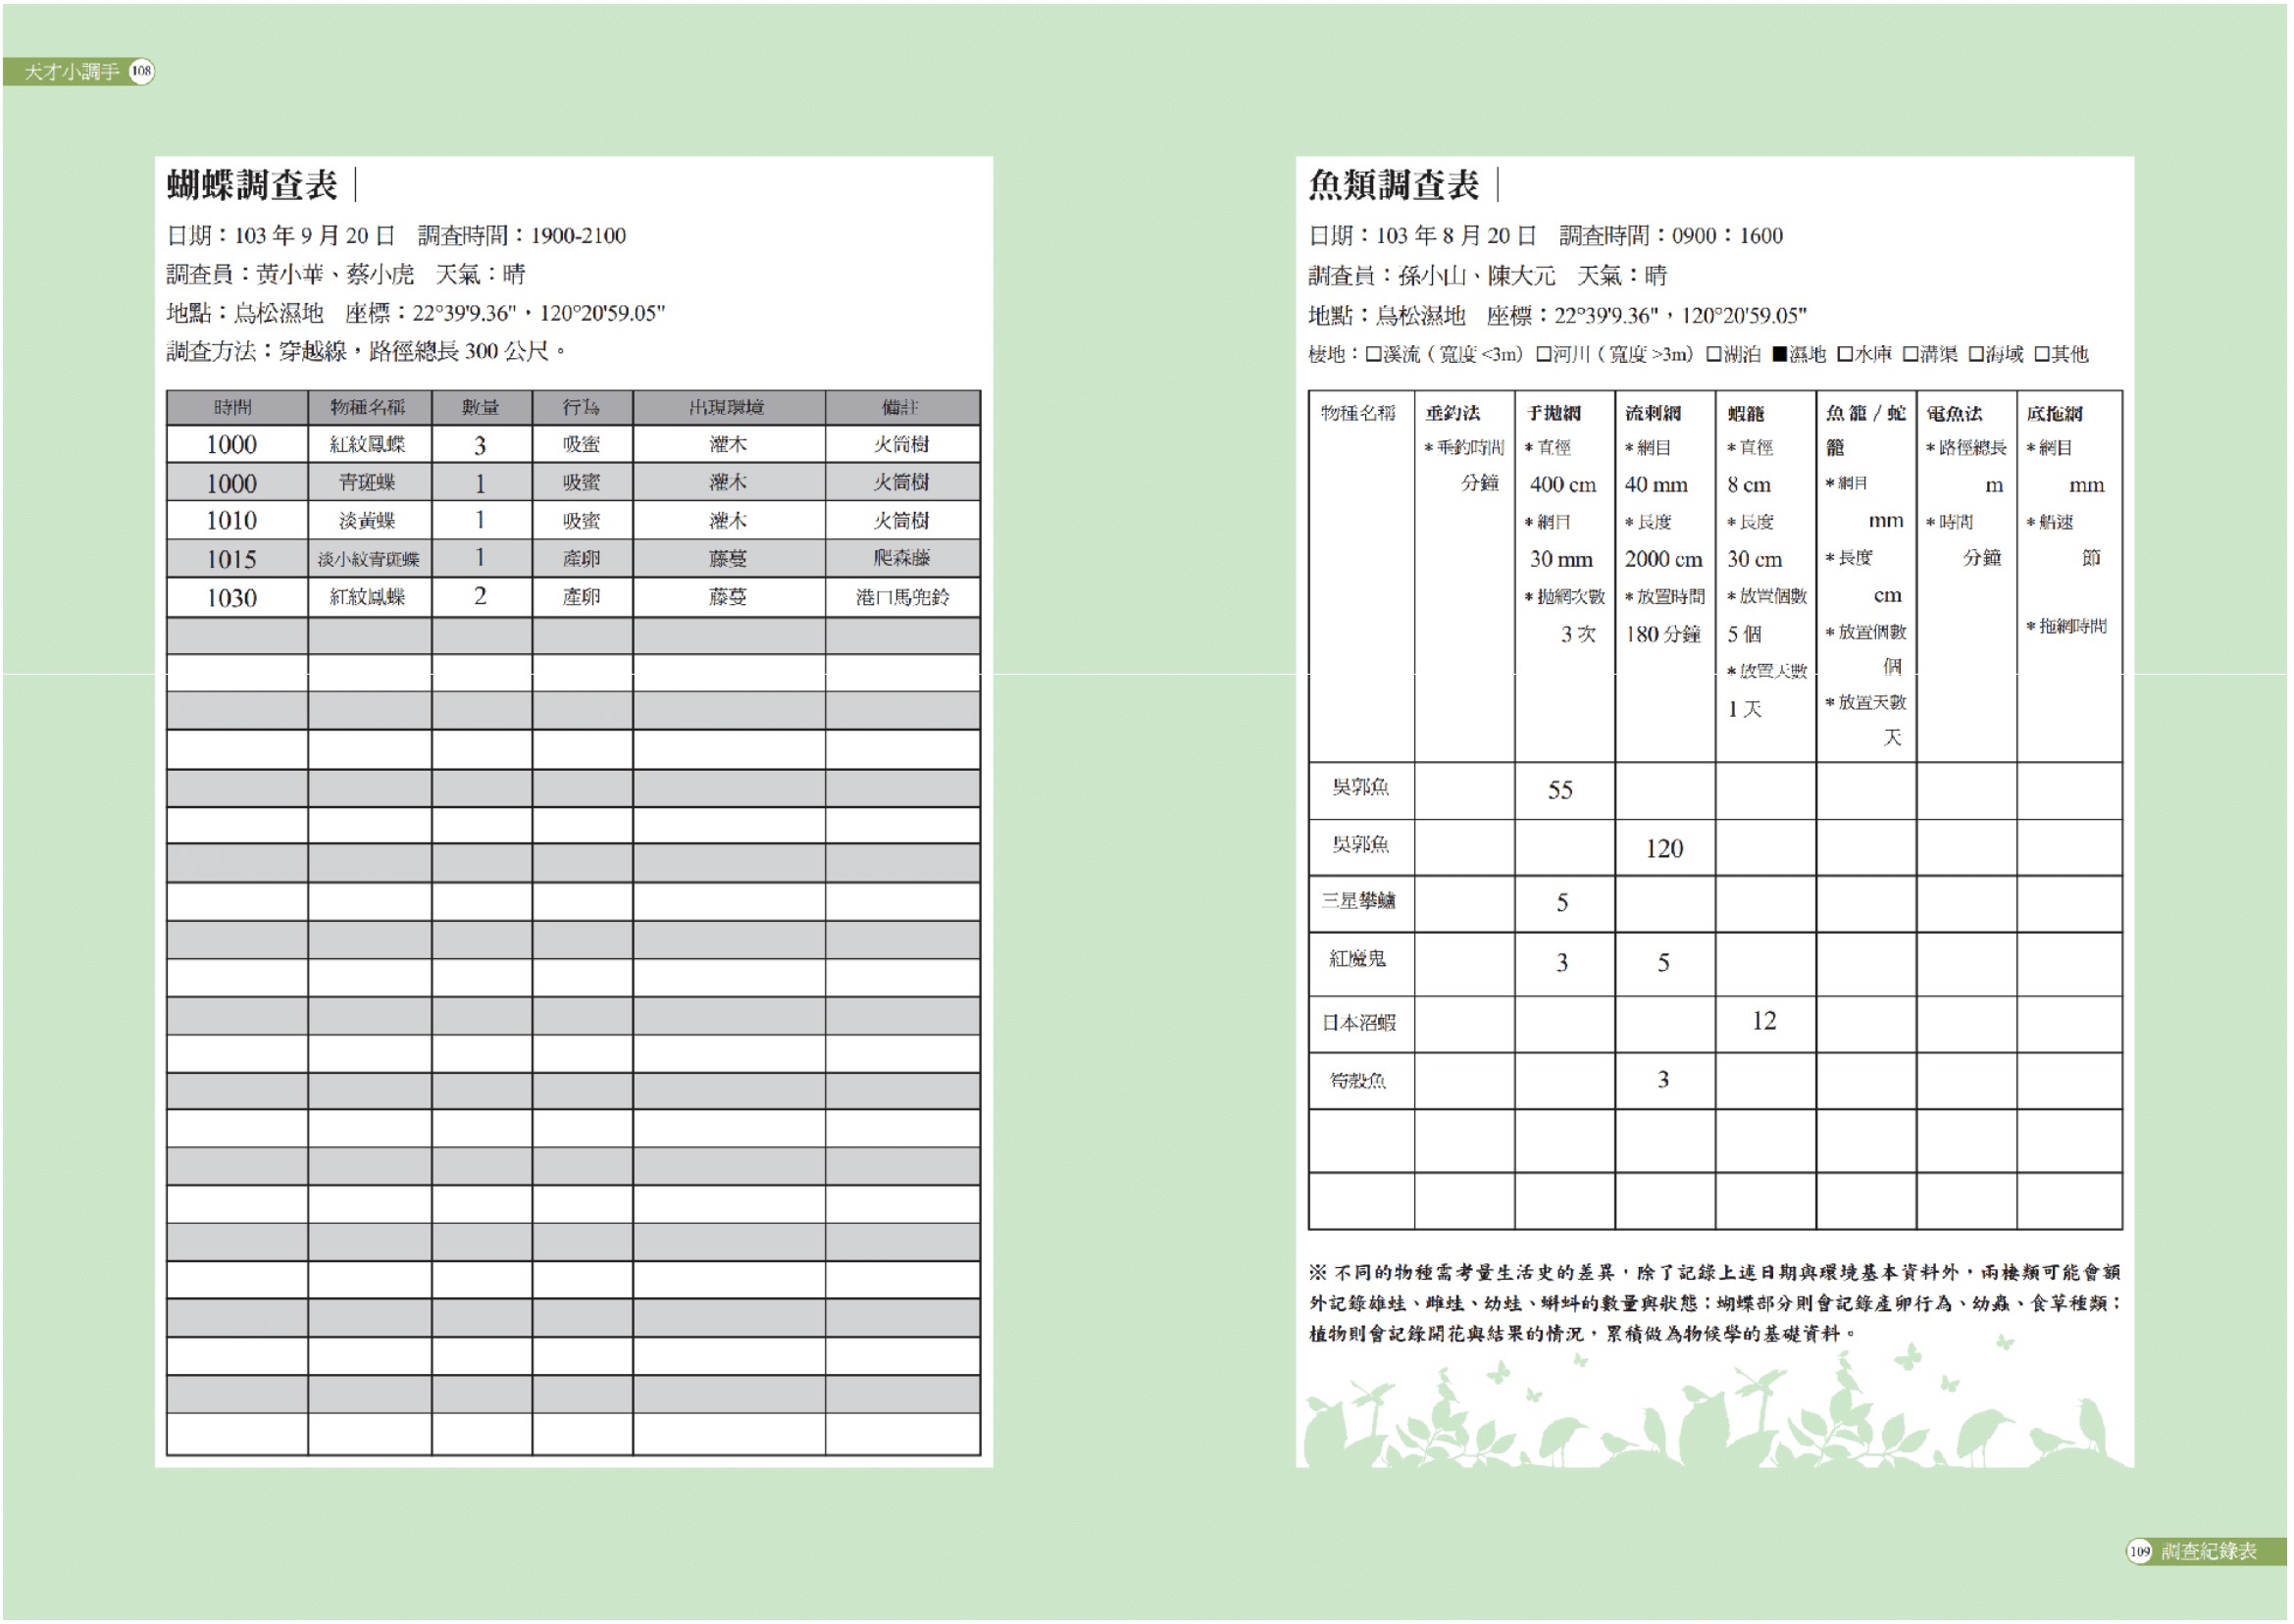 天才小調手 108
蝴蝶調查表
日期：103 年 9 月 20 日　調查時間：1900-2100
調查員：黃小華、蔡小虎　天氣：晴
地點：鳥松濕地　座標：22°39'9.36"，120°20'59.05"
調查方法：穿越線，路徑總長 300 公尺。
時間 物種名稱 數量 行為 出現環境 備註
1000 紅紋鳳蝶 3 吸蜜 灌木 火筒樹
1000 青斑蝶 1 吸蜜 灌木 火筒樹
1010 淡黃蝶 1 吸蜜 灌木 火筒樹
1015 淡小紋青斑蝶 1 產卵 藤蔓 爬森藤
1030 紅紋鳳蝶 2 產卵 藤蔓 港口馬兜鈴
魚類調查表
日期：103 年 8 月 20 日　調查時間：0900：1600
調查員：孫小山、陳大元　天氣：晴
地點：鳥松濕地　座標：22°39'9.36"，120°20'59.05"
棲地：□溪流（寬度 <3m）□河川（寬度 >3m）□湖泊 ■濕地 □水庫 □溝渠 □海域 □其他
物種名稱
垂釣法
* 垂釣時間
分鐘
手拋網
* 直徑
400 cm
* 網目
30 mm
* 拋網次數
3 次
流刺網
* 網目
40 mm
* 長度
2000 cm
* 放置時間
180 分鐘
蝦籠
* 直徑
8 cm
* 長度
30 cm
* 放置個數
5 個
* 放置天數
1 天
魚籠 / 蛇
籠
* 網目
mm
* 長度
cm
* 放置個數
個
* 放置天數
天
電魚法
* 路徑總長
m
* 時間
分鐘
底拖網
* 網目
mm
* 船速
節
* 拖網時間
吳郭魚 55
吳郭魚 120
三星攀鱸 5
紅魔鬼 3 5
日本沼蝦 12
筍殼魚 3
※ 不同的物種需考量生活史的差異，除了記錄上述日期與環境基本資料外，兩棲類可能會額
外記錄雄蛙、雌蛙、幼蛙、蝌蚪的數量與狀態；蝴蝶部分則會記錄產卵行為、幼蟲、食草種類；
植物則會記錄開花與結果的情況，累積做為物候學的基礎資料。
109 調查紀錄表